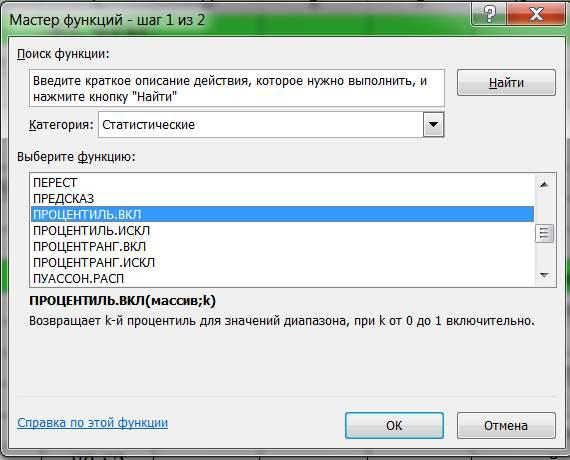 Мастер функций - шаг 1 из 2
Поиск функции:
Введите краткое описание действия, которое нужно выполнить, и
нажмите кнопку "Найти"
Найти
Категория: Статистические
Выберите функцию:
ПЕРЕСТ
ПРЕДСКАЗ
ПРОЦЕНТИЛЬ.ВКЛ
ПРОЦЕНТИЛЬ.ИСКЛ
ПРОЦЕНТРАНГ.ВКЛ
ПРОЦЕНТРАНГ.ИСКЛ
ПУАССОН.РАСП
ПРОЦЕНТИЛЬ.ВКЛ(массив;k)
Возвращает k-й процентиль для значений диапазона, при k от 0 до 1 включительно.
Справка по этой функции
ОК
Отмена